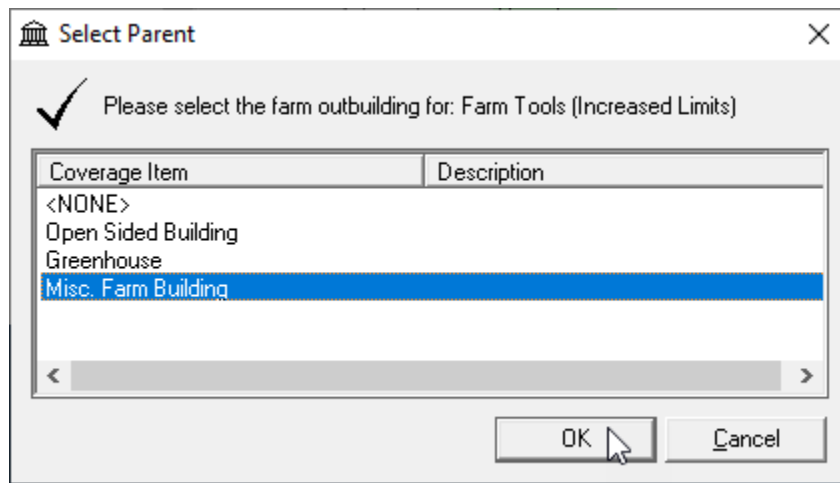 Select Parent
Please select the farm outbuilding for: Farm Tools (Increased Limits)
Coverage Item Description
<NONE>
Open Sided Building
Greenhouse
Misc. Farm Building
OK Cancel